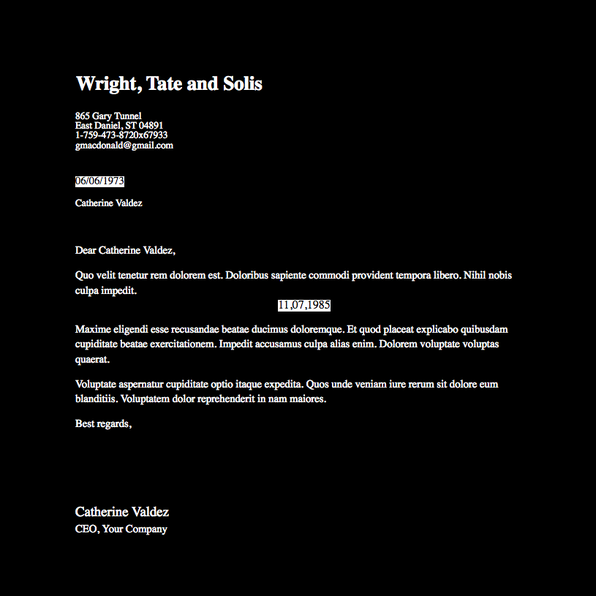 Wright, Tate and Solis
865 Gary Tunnel
East Daniel, ST 04891
1-759-473-8720x67933
gmacdonald@gmail.com
06/06/1973
Catherine Valdez
Dear Catherine Valdez,
Quo velit tenetur rem dolorem est. Doloribus sapiente commodi provident tempora libero. Nihil nobis
culpa impedit.
11,07,1985
Maxime eligendi esse recusandae beatae ducimus doloremque. Et quod placeat explicabo quibusdam
cupiditate beatae exercitationem. Impedit accusamus culpa alias enim. Dolorem voluptate voluptas
quaerat.
Voluptate aspernatur cupiditate optio itaque expedita. Quos unde veniam iure rerum sit dolore eum
blanditiis. Voluptatem dolor reprehenderit in nam maiores.
Best regards,
Catherine Valdez
CEO, Your Company